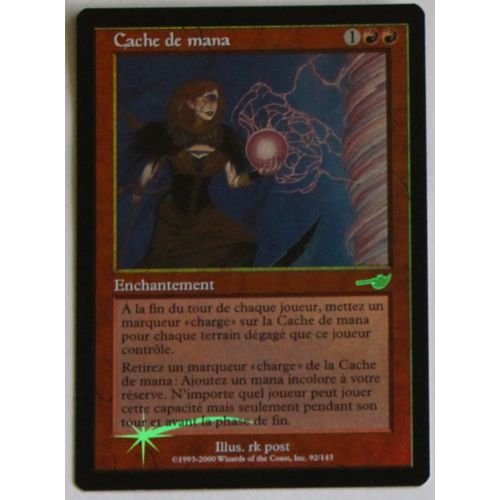 Cache de mana 1
Enchantement
À la fin du tour de chaque joueur, mettez un
marqueur «charge» sur la Cache de mana
pour chaque terrain dégagé que ce joueur
contrôle.
Retirez un marqueur «charge» de la Cache
de mana: Ajoutez un mana incolore à votre
réserve. N'importe quel joueur peut jouer
cette capacité mais seulement pendant son
tour et avant la phase de fin.
Illus. rk post
©1993-2000 Wizards of the Coast, Inc. 92/143